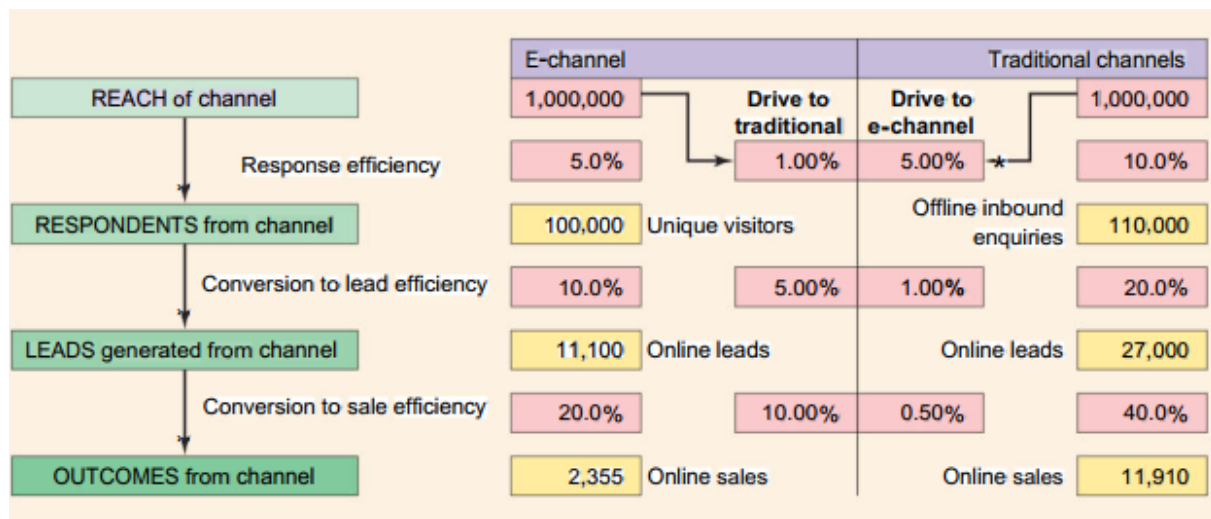 E-channel Traditional channels
REACH of channel 1,000,000 Drive to Drive to 1,000,000
traditional e-channel
Response efficiency 5.0% 1.00% 5.00% * 10.0%
RESPONDENTS from channel 100,000 Unique visitors Offline inbound 110,000
enquiries
Conversion to lead efficiency 10.0% 5.00% 1.00% 20.0%
LEADS generated from channel 11,100 Online leads Online leads 27,000
Conversion to sale efficiency 20.0% 10.00% 0.50% 40.0%
OUTCOMES from channel 2,355 Online sales Online sales 11,910